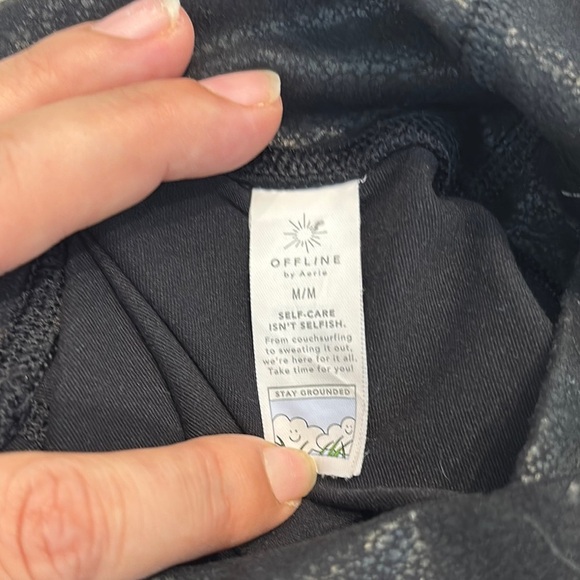 OFFLINE
by Aerie
M/M
SELF-CARE
ISN'T SELFISH.
From couchsurfing
to sweating it out,
we're here for it all.
Take time for you!
STAY GROUNDED